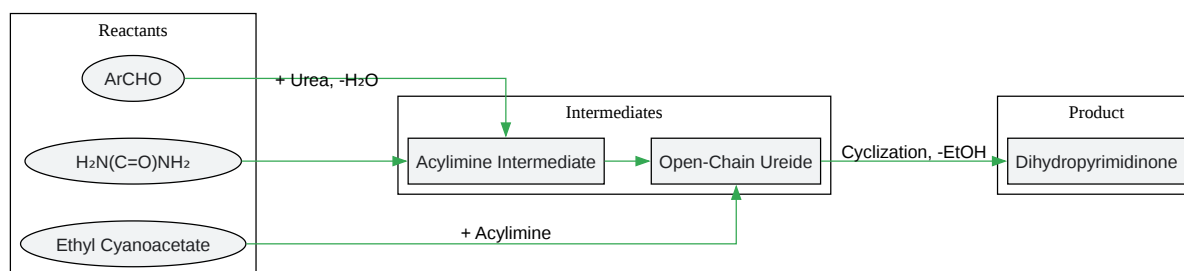 Reactants
ArCHO
+ Urea, -H₂O
Intermediates
Product
H₂N(C=O)NH₂
Acylimine Intermediate
Open-Chain Ureide
Cyclization, -EtOH
Dihydropyrimidinone
Ethyl Cyanoacetate
+ Acylimine